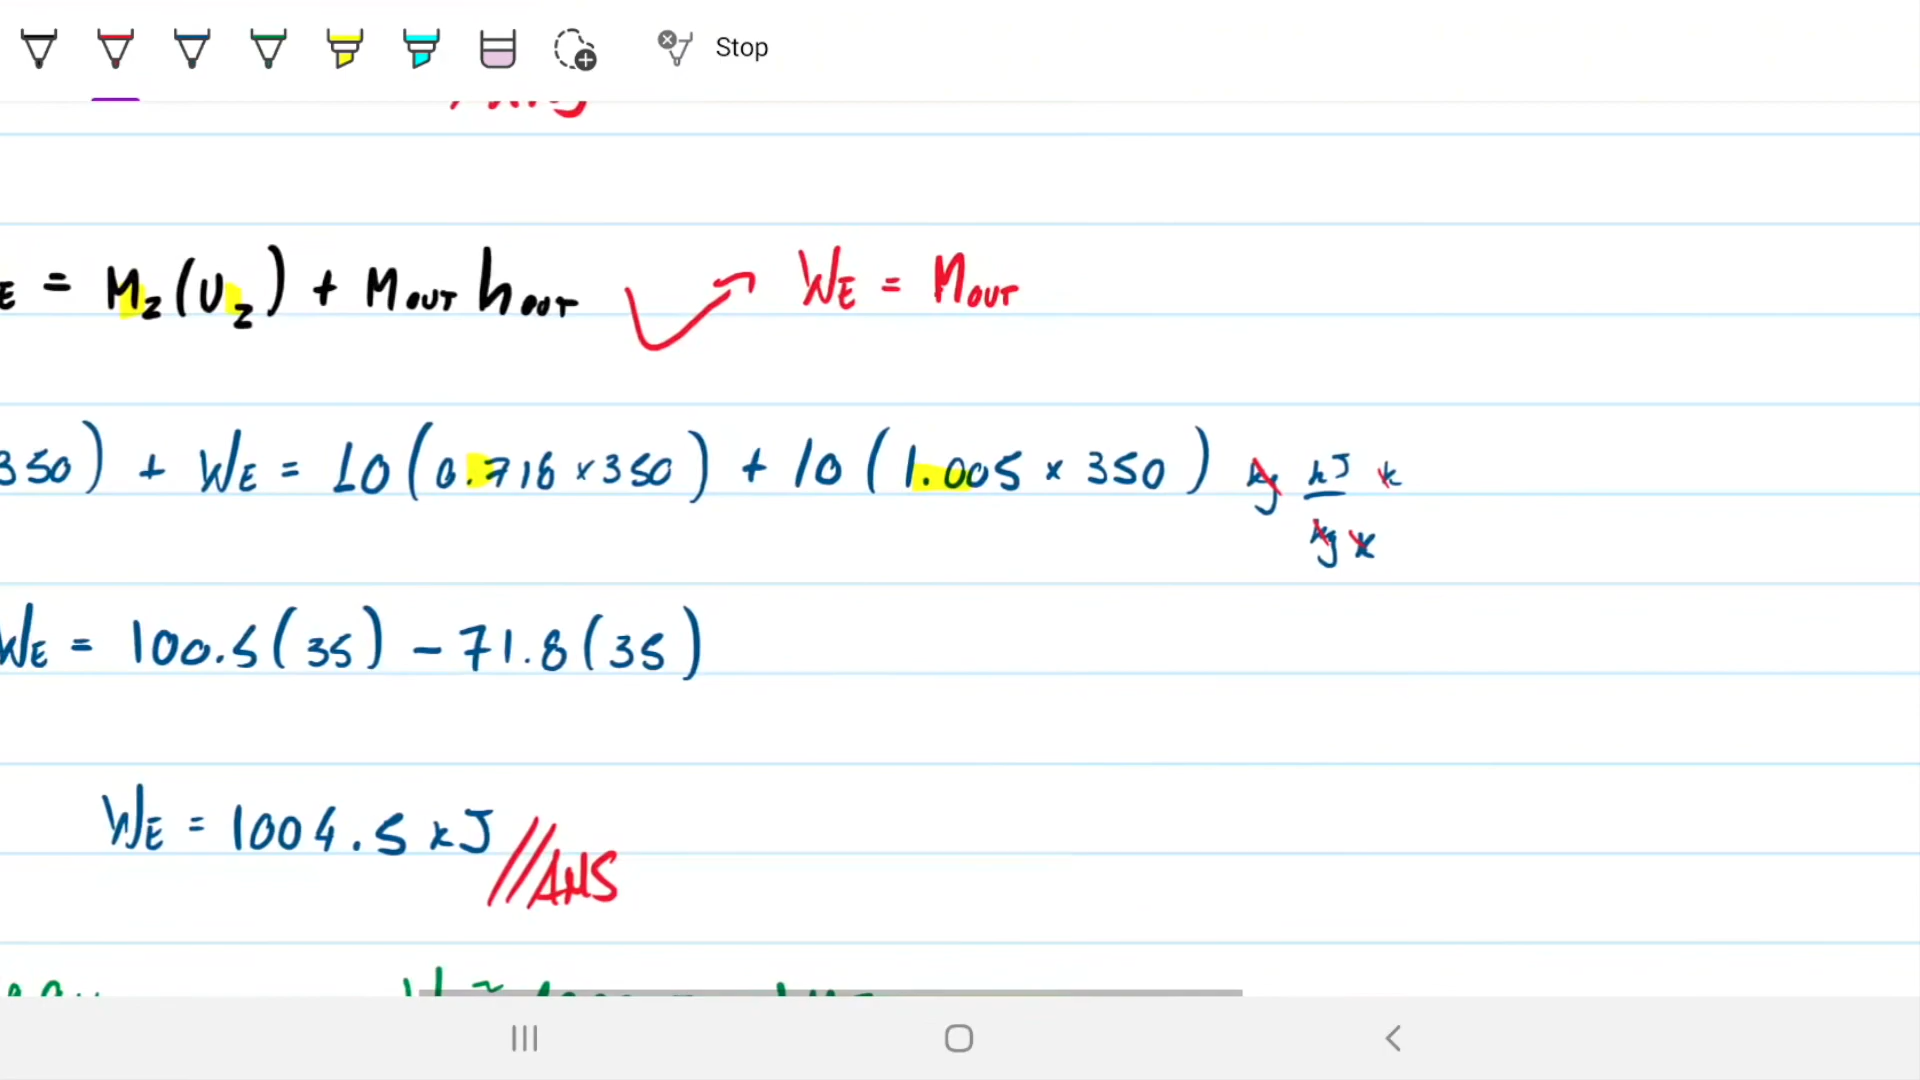 Stop
E = M2(U2) + MOUT hOUT WE = MOUT
350) + WE = 10(0.718 x 350) + 10(1.005 x 350) kg kJ/kg K K
WE = 100.5(35) - 71.8(35)
WE = 1004.5 kJ //ANS